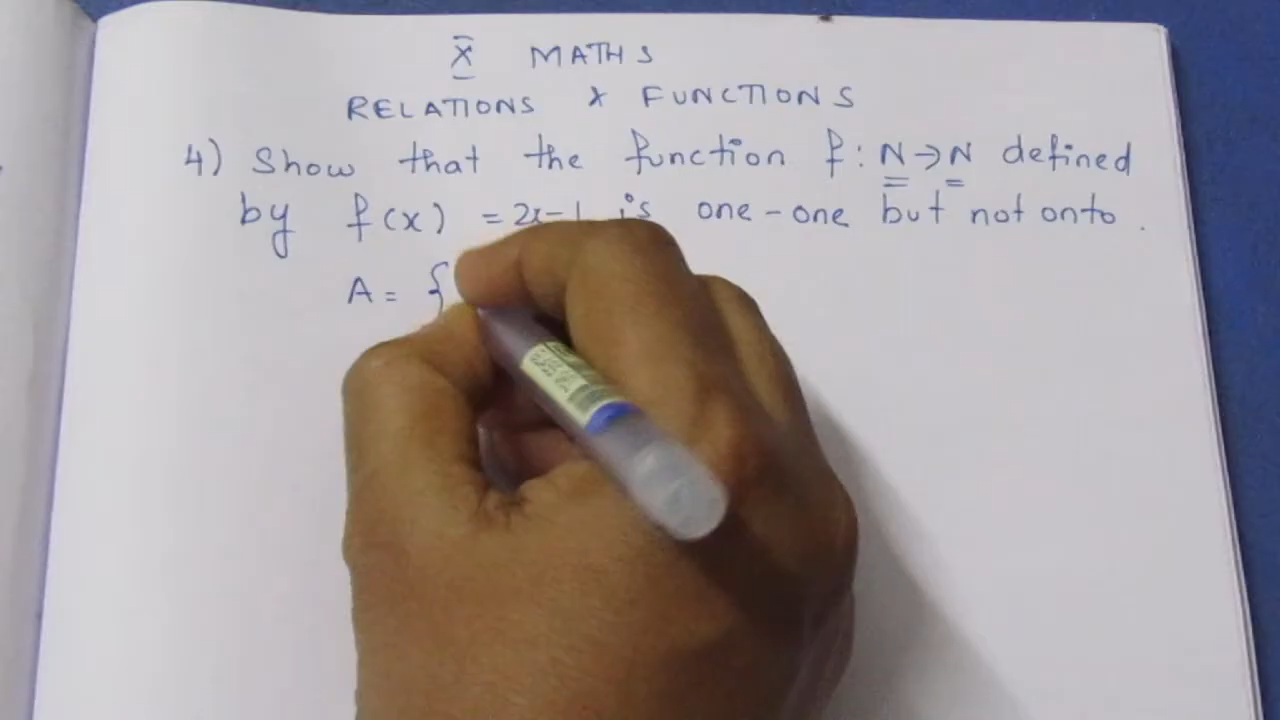 X MATHS
RELATIONS & FUNCTIONS
4) Show that the function f : N → N defined
by f(x) = 2x-1 is one-one but not onto.
A = {